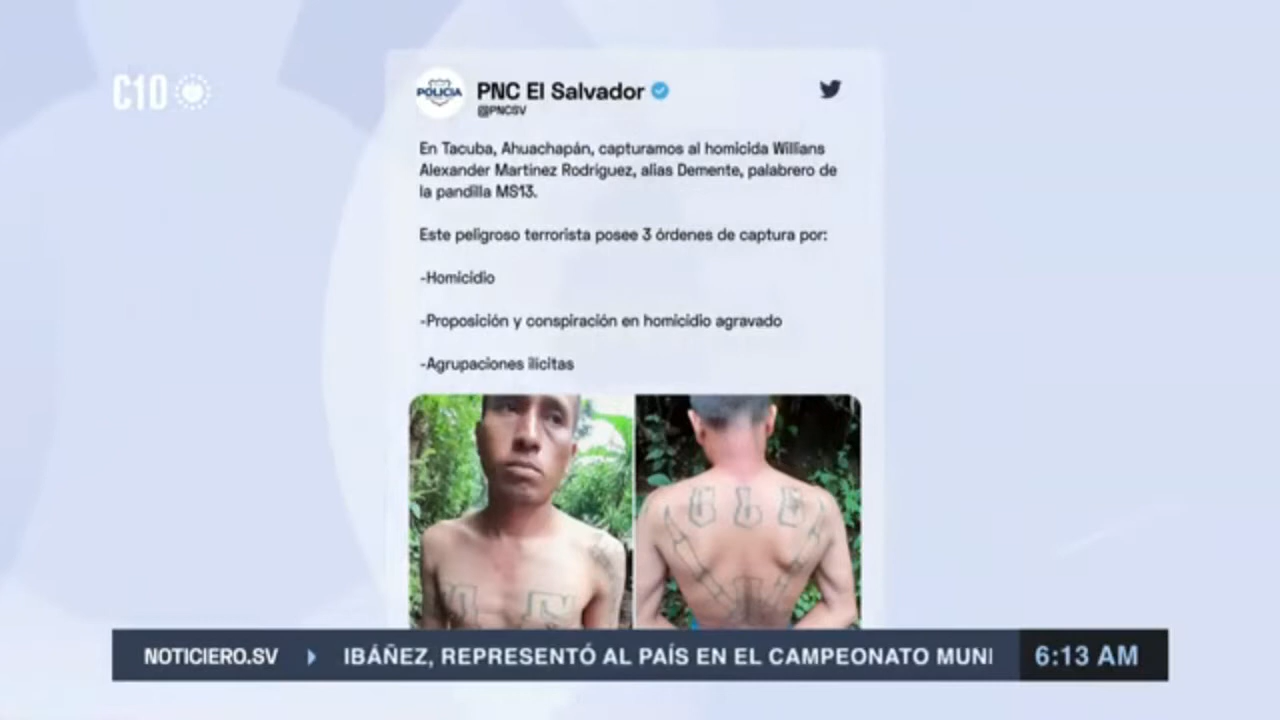 C10
POLICIA
PNC El Salvador
@PNCSV
En Tacuba, Ahuachapán, capturamos al homicida Willians
Alexander Martinez Rodriguez, alias Demente, palabrero de
la pandilla MS13.
Este peligroso terrorista posee 3 órdenes de captura por:
-Homicidio
-Proposición y conspiración en homicidio agravado
-Agrupaciones ilícitas
NOTICIERO.SV
IBÁÑEZ, REPRESENTÓ AL PAÍS EN EL CAMPEONATO MUNI
6:13 AM